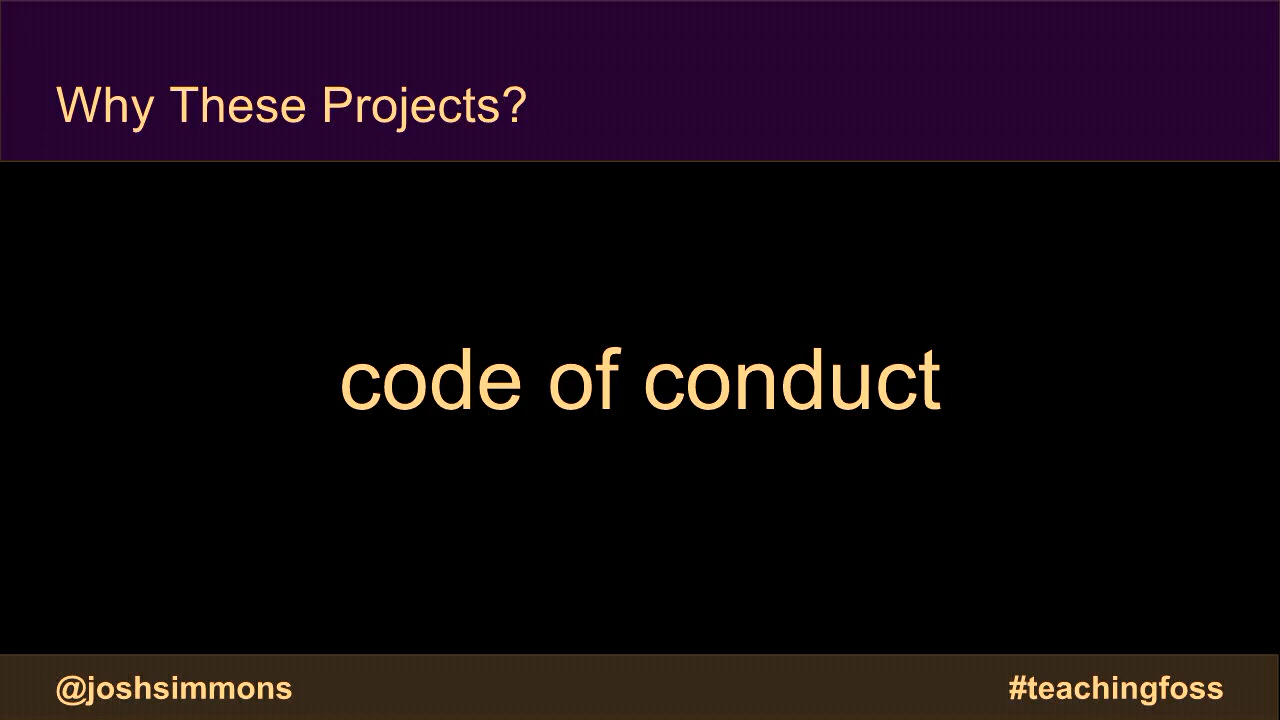 Why These Projects?
code of conduct
@joshsimmons
#teachingfoss